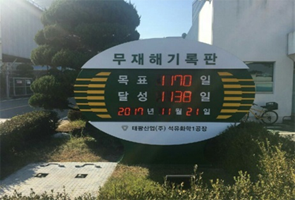 무재해기록판
목표 1170 일
달성 1138 일
2017 년 11 월 21 일
태광산업(주) 석유화학1공장